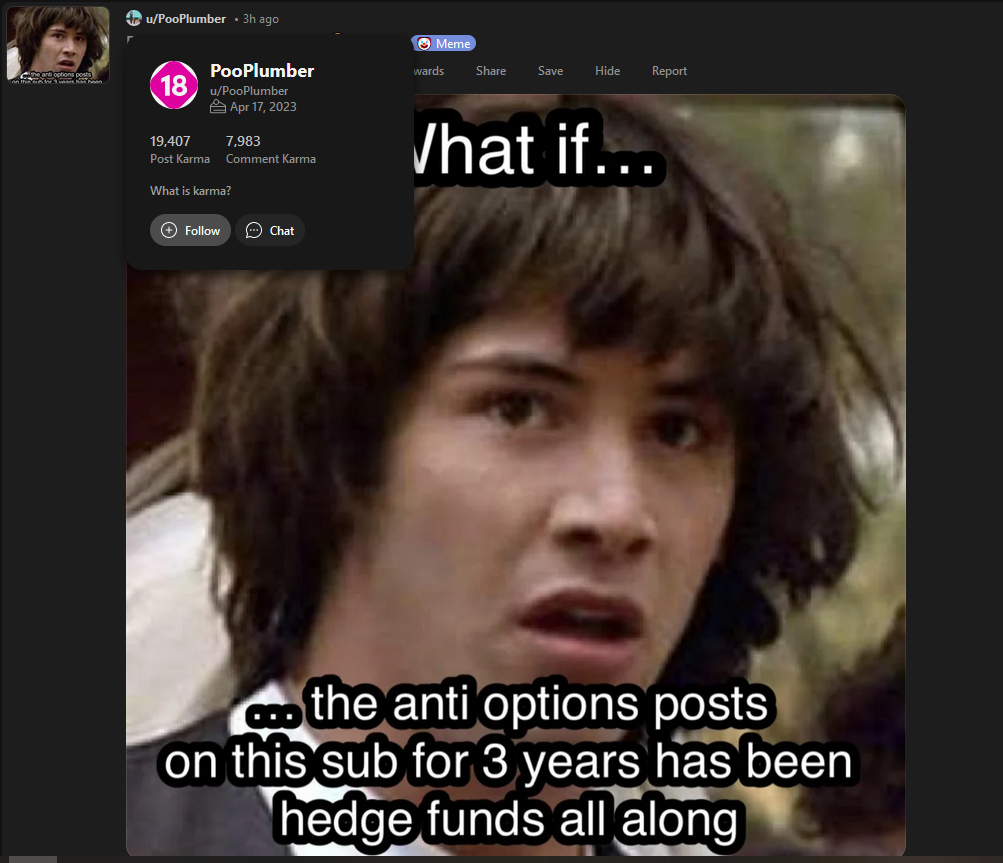 u/PooPlumber • 3h ago
Meme
Share Save Hide Report
18
PooPlumber
u/PooPlumber
Apr 17, 2023
19,407 7,983
Post Karma Comment Karma
What is karma?
Follow Chat
hat if...
... the anti options posts
on this sub for 3 years has been
hedge funds all along